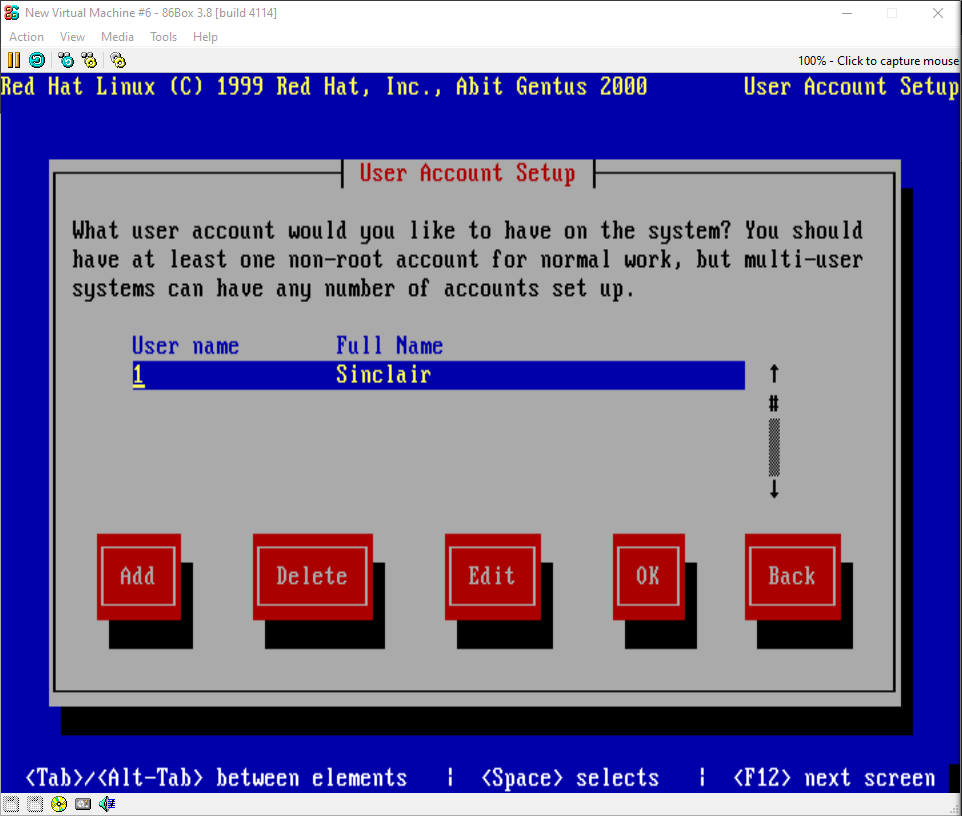 New Virtual Machine #6 - 86Box 3.8 [build 4114]
Action View Media Tools Help
100% - Click to capture mouse
Red Hat Linux (C) 1999 Red Hat, Inc., Abit Gentus 2000 User Account Setup
User Account Setup
What user account would you like to have on the system? You should
have at least one non-root account for normal work, but multi-user
systems can have any number of accounts set up.
User name Full Name
1 Sinclair
Add Delete Edit OK Back
<Tab>/<Alt-Tab> between elements | <Space> selects | <F12> next screen